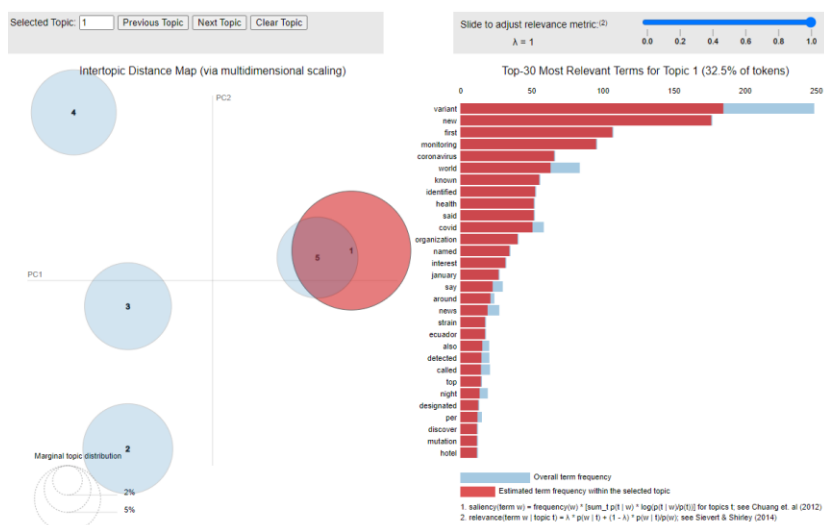 Selected Topic: 1 Previous Topic Next Topic Clear Topic
Slide to adjust relevance metric:(2)
λ = 1
0.0 0.2 0.4 0.6 0.8 1.0
Intertopic Distance Map (via multidimensional scaling)
PC2
PC1
4
5
1
3
2
Marginal topic distribution
2%
5%
Top-30 Most Relevant Terms for Topic 1 (32.5% of tokens)
0 50 100 150 200 250
variant
new
first
monitoring
coronavirus
world
known
identified
health
said
covid
organization
named
interest
january
say
around
news
strain
ecuador
also
detected
called
top
night
designated
per
discover
mutation
hotel
Overall term frequency
Estimated term frequency within the selected topic
1. saliency(term w) = frequency(w) * [sum_t p(t | w) * log(p(t | w)/p(t))] for topics t; see Chuang et. al (2012)
2. relevance(term w | topic t) = λ * p(w | t) + (1 - λ) * p(w | t)/p(w); see Sievert & Shirley (2014)